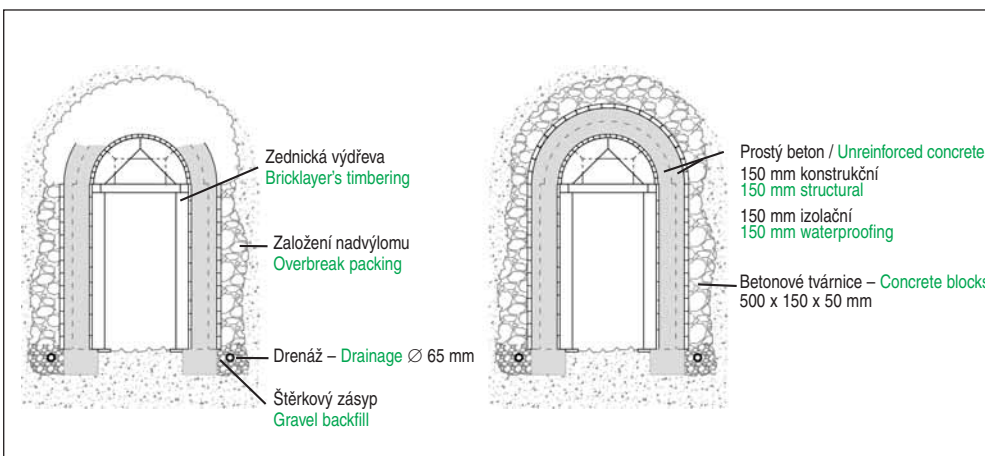 Zednická výdřeva
Bricklayer's timbering
Založení nadvýlomu
Overbreak packing
Drenáž – Drainage ∅ 65 mm
Štěrkový zásyp
Gravel backfill
Prostý beton / Unreinforced concrete
150 mm konstrukční
150 mm structural
150 mm izolační
150 mm waterproofing
Betonové tvárnice – Concrete blocks
500 x 150 x 50 mm